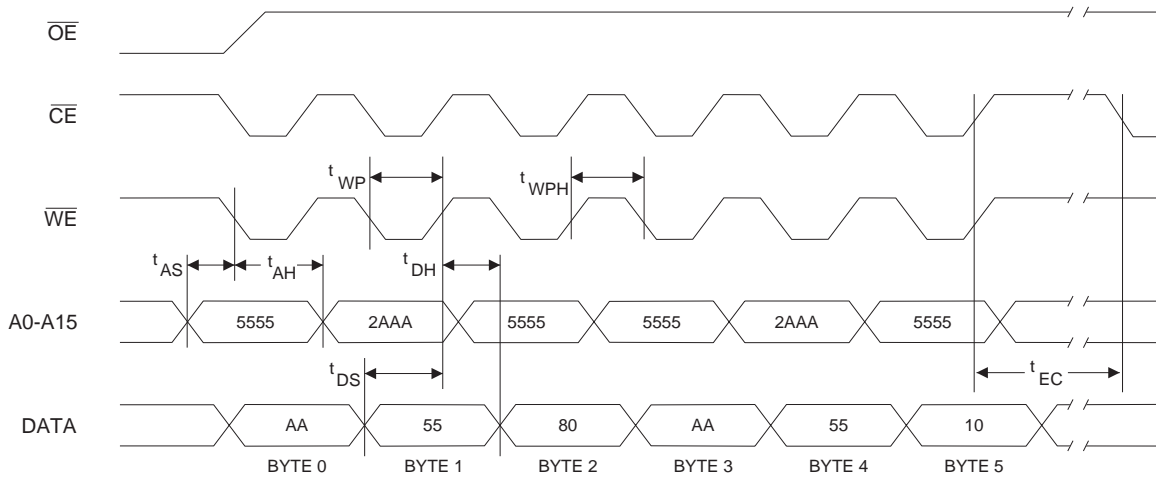 OE
CE
t WP
t WPH
WE
t AS
t AH
t DH
A0-A15
5555
2AAA
5555
5555
2AAA
5555
t DS
t EC
DATA
AA
55
80
AA
55
10
BYTE 0
BYTE 1
BYTE 2
BYTE 3
BYTE 4
BYTE 5